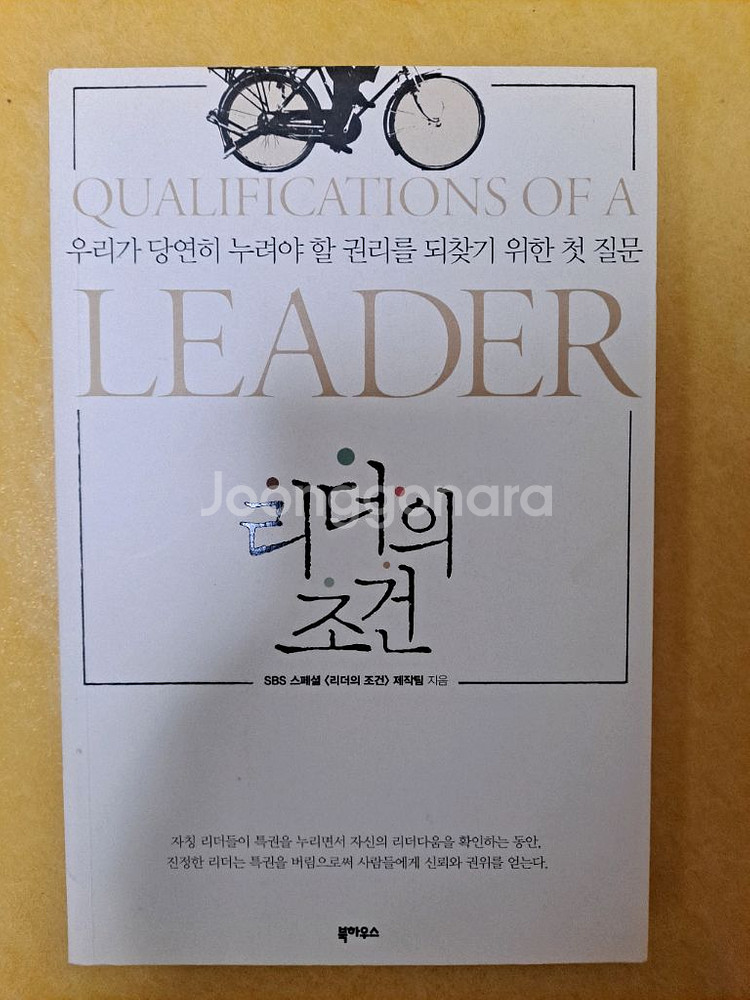 QUALIFICATIONS OF A
우리가 당연히 누려야 할 권리를 되찾기 위한 첫 질문
LEADER
Joonggonara
리더의
조건
SBS 스페셜 〈리더의 조건〉 제작팀 지음
자칭 리더들이 특권을 누리면서 자신의 리더다움을 확인하는 동안,
진정한 리더는 특권을 버림으로써 사람들에게 신뢰와 권위를 얻는다.
북하우스